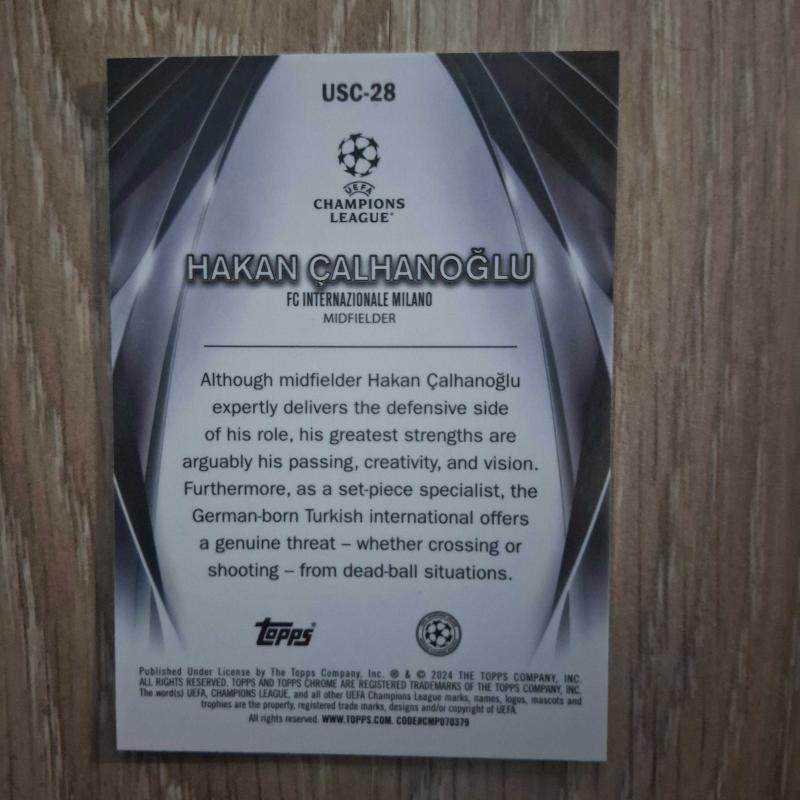 USC-28
UEFA
CHAMPIONS
LEAGUE®
HAKAN ÇALHANOĞLU
FC INTERNAZIONALE MILANO
MIDFIELDER
Although midfielder Hakan Çalhanoğlu
expertly delivers the defensive side
of his role, his greatest strengths are
arguably his passing, creativity, and vision.
Furthermore, as a set-piece specialist, the
German-born Turkish international offers
a genuine threat – whether crossing or
shooting – from dead-ball situations.
Topps®
Published Under License by The Topps Company, Inc. ® & © 2024 THE TOPPS COMPANY, INC.
ALL RIGHTS RESERVED. TOPPS AND TOPPS CHROME ARE REGISTERED TRADEMARKS OF THE TOPPS COMPANY, INC.
The word(s) UEFA, CHAMPIONS LEAGUE, and all other UEFA Champions League marks, names, logos, mascots and
trophies are the property, registered trade marks, designs and/or copyright of UEFA.
All rights reserved. WWW.TOPPS.COM. CODE#CMP070379